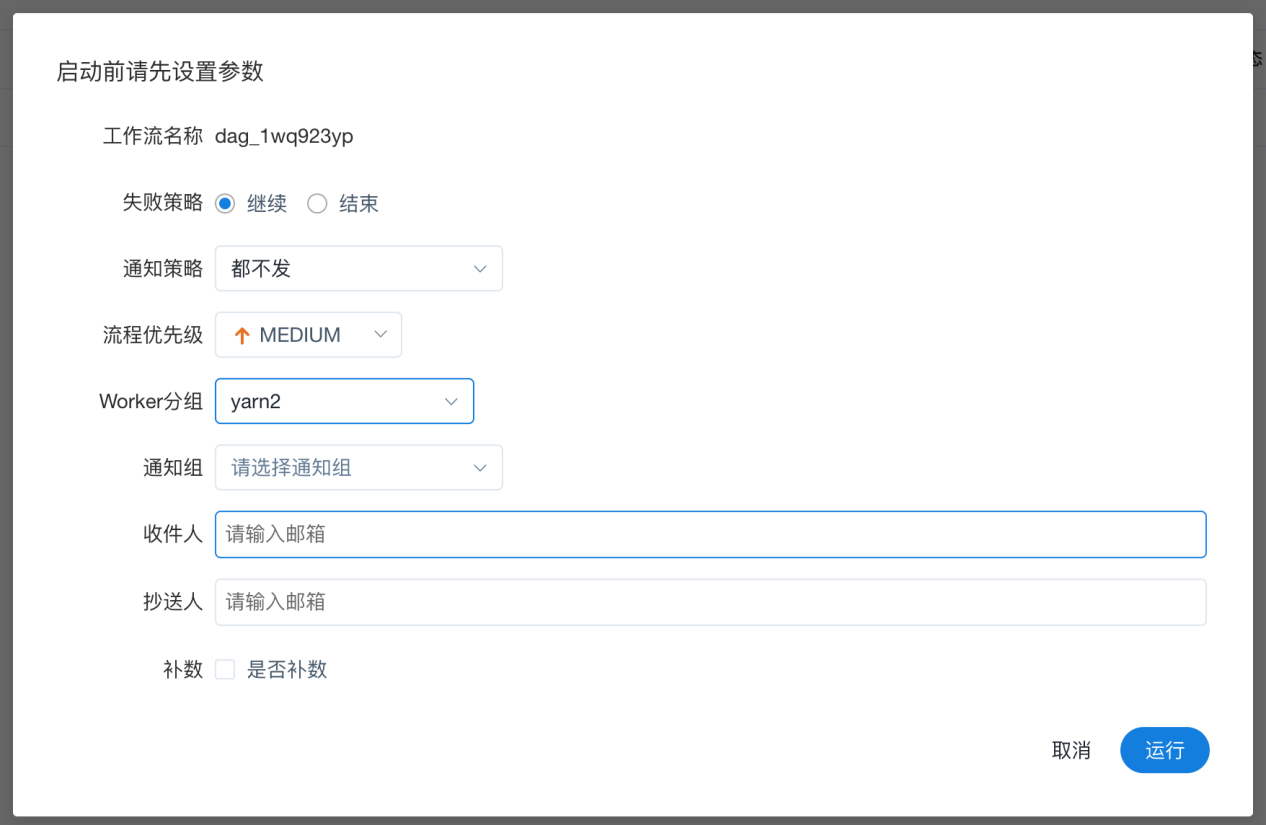 启动前请先设置参数
工作流名称 dag_1wq923yp
失败策略 继续 结束
通知策略 都不发
流程优先级 MEDIUM
Worker分组 yarn2
通知组 请选择通知组
收件人 请输入邮箱
抄送人 请输入邮箱
补数 是否补数
取消 运行